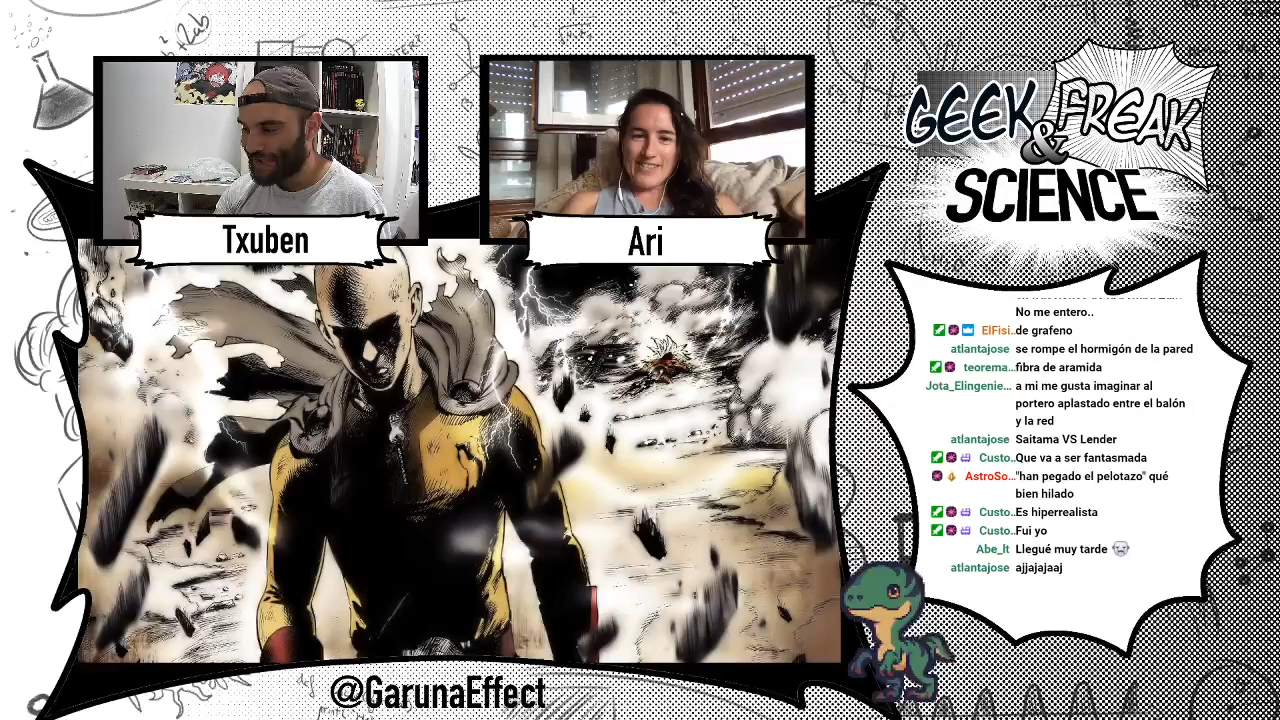 Txuben
Ari
GEEK
&
FREAK
SCIENCE
No me entero..
ElFisi.. de grafeno
atlantajose se rompe el hormigón de la pared
teorema... fibra de aramida
Jota_Elingenie... a mi me gusta imaginar al
portero aplastado entre el balón
y la red
atlantajose Saitama VS Lender
Custo.. Que va a ser fantasmada
AstroSo... "han pegado el pelotazo" qué
bien hilado
Custo.. Es hiperrealista
Custo.. Fui yo
Abe_lt Llegué muy tarde
atlantajose ajjajajaaj
@GarunaEffect